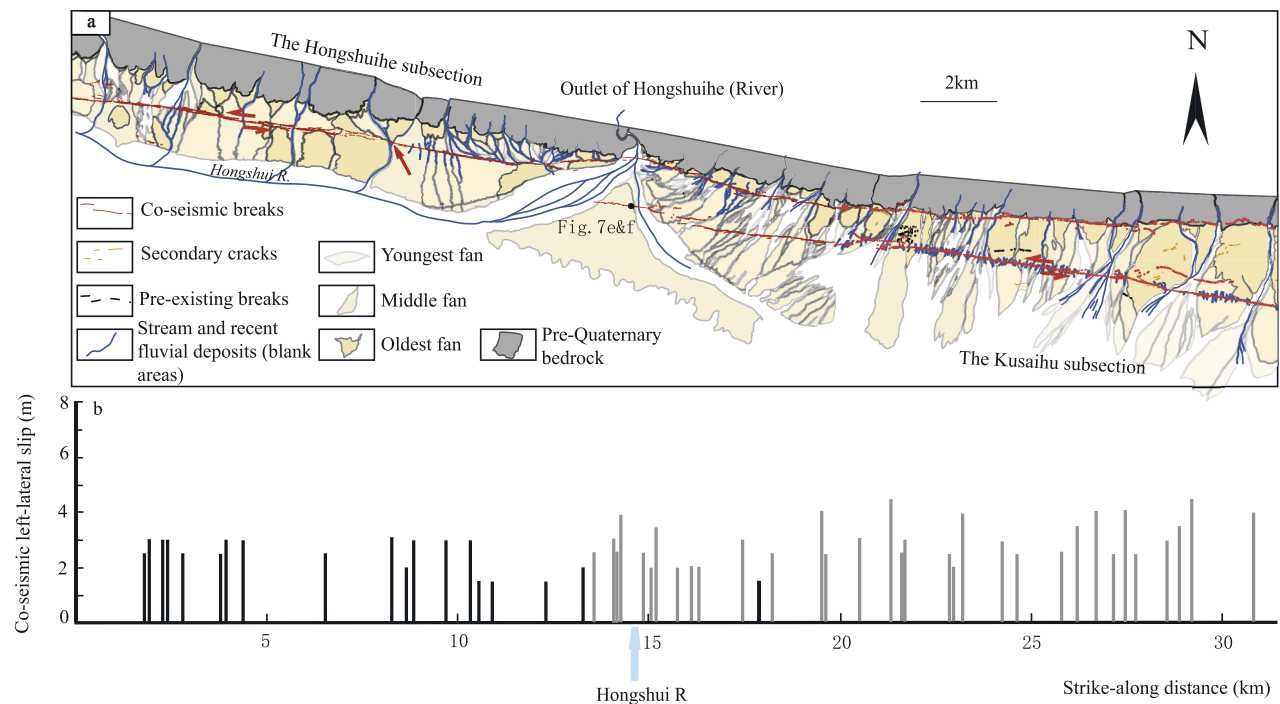 a
The Hongshuihe subsection
Outlet of Hongshuihe (River)
2km
N
Hongshui R.
Fig. 7e&f
Co-seismic breaks
Secondary cracks
Pre-existing breaks
Stream and recent
fluvial deposits (blank
areas)
Youngest fan
Middle fan
Oldest fan
Pre-Quaternary
bedrock
The Kusaihu subsection
b
Co-seismic left-lateral slip (m)
8
6
4
2
0
5
10
15
20
25
30
Hongshui R
Strike-along distance (km)